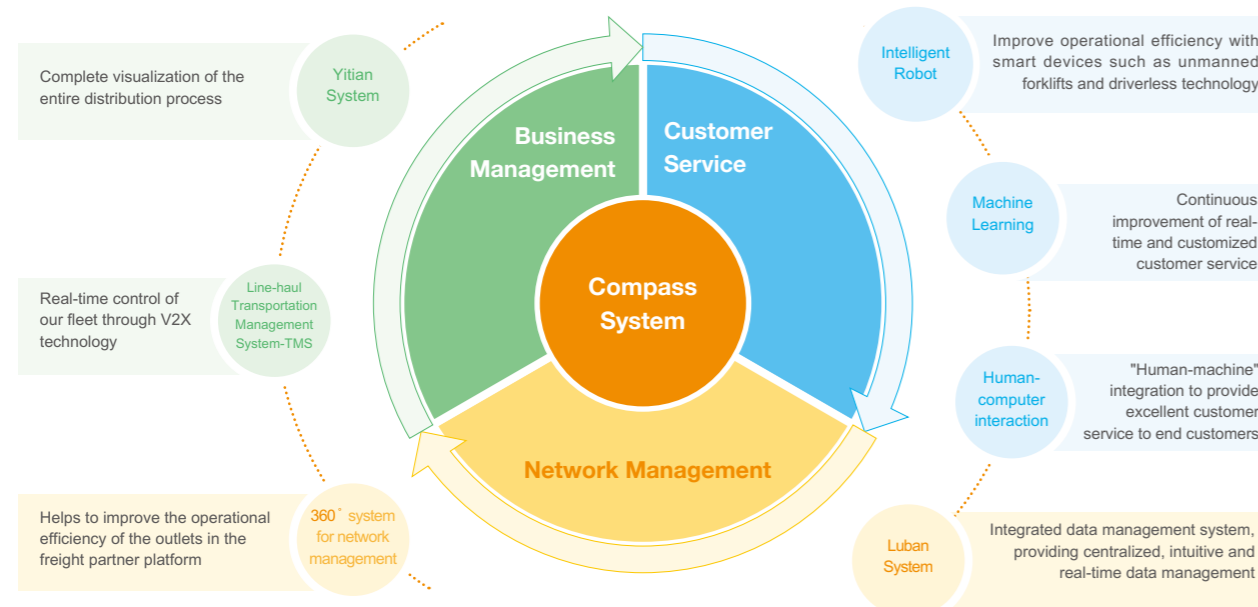 Complete visualization of the
entire distribution process
Yitian
System
Real-time control of
our fleet through V2X
technology
Line-haul
Transportation
Management
System-TMS
Helps to improve the operational
efficiency of the outlets in the
freight partner platform
360° system
for network
management
Business
Management
Customer
Service
Compass
System
Network Management
Intelligent
Robot
Improve operational efficiency with
smart devices such as unmanned
forklifts and driverless technology
Machine
Learning
Continuous
improvement of real-
time and customized
customer service
Human-
computer
interaction
"Human-machine"
integration to provide
excellent customer
service to end customers
Luban
System
Integrated data management system,
providing centralized, intuitive and
real-time data management